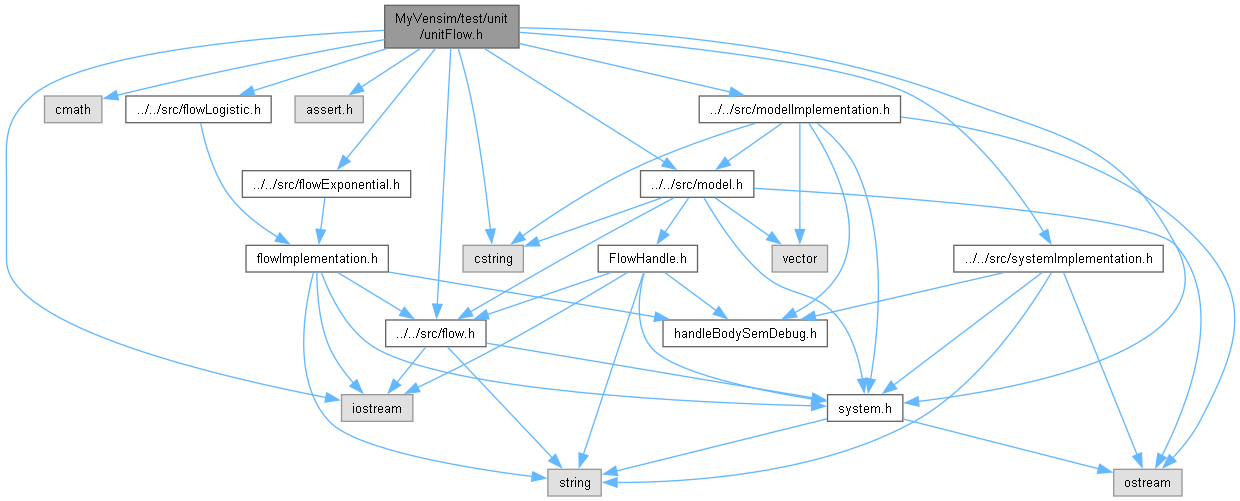 MyVensim/test/unit
/unitFlow.h
cmath
../../src/flowLogistic.h
assert.h
../../src/modelImplementation.h
../../src/flowExponential.h
../../src/model.h
flowImplementation.h
cstring
FlowHandle.h
vector
../../src/systemImplementation.h
../../src/flow.h
handleBodySemDebug.h
iostream
system.h
string
ostream